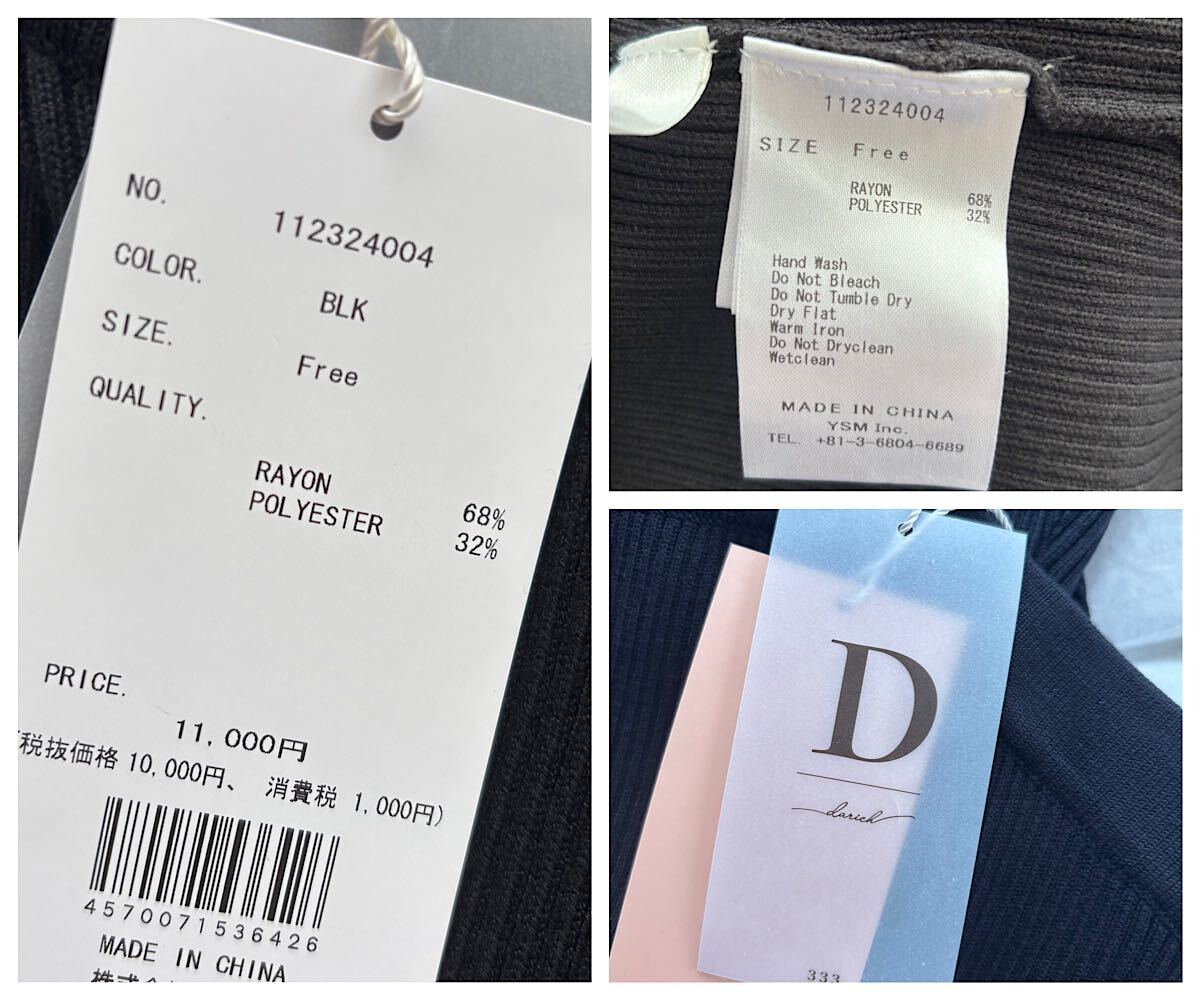 NO. 112324004
COLOR. BLK
SIZE. Free
QUALITY.
RAYON 68%
POLYESTER 32%
PRICE.
11,000円
(税抜価格 10,000円、 消費税 1,000円)
4570071536426
MADE IN CHINA
112324004
SIZE Free
RAYON 68%
POLYESTER 32%
Hand Wash
Do Not Bleach
Do Not Tumble Dry
Dry Flat
Warm Iron
Do Not Dryclean
Wetclean
MADE IN CHINA
YSM Inc.
TEL. +81-3-6804-6689
D
darich
333